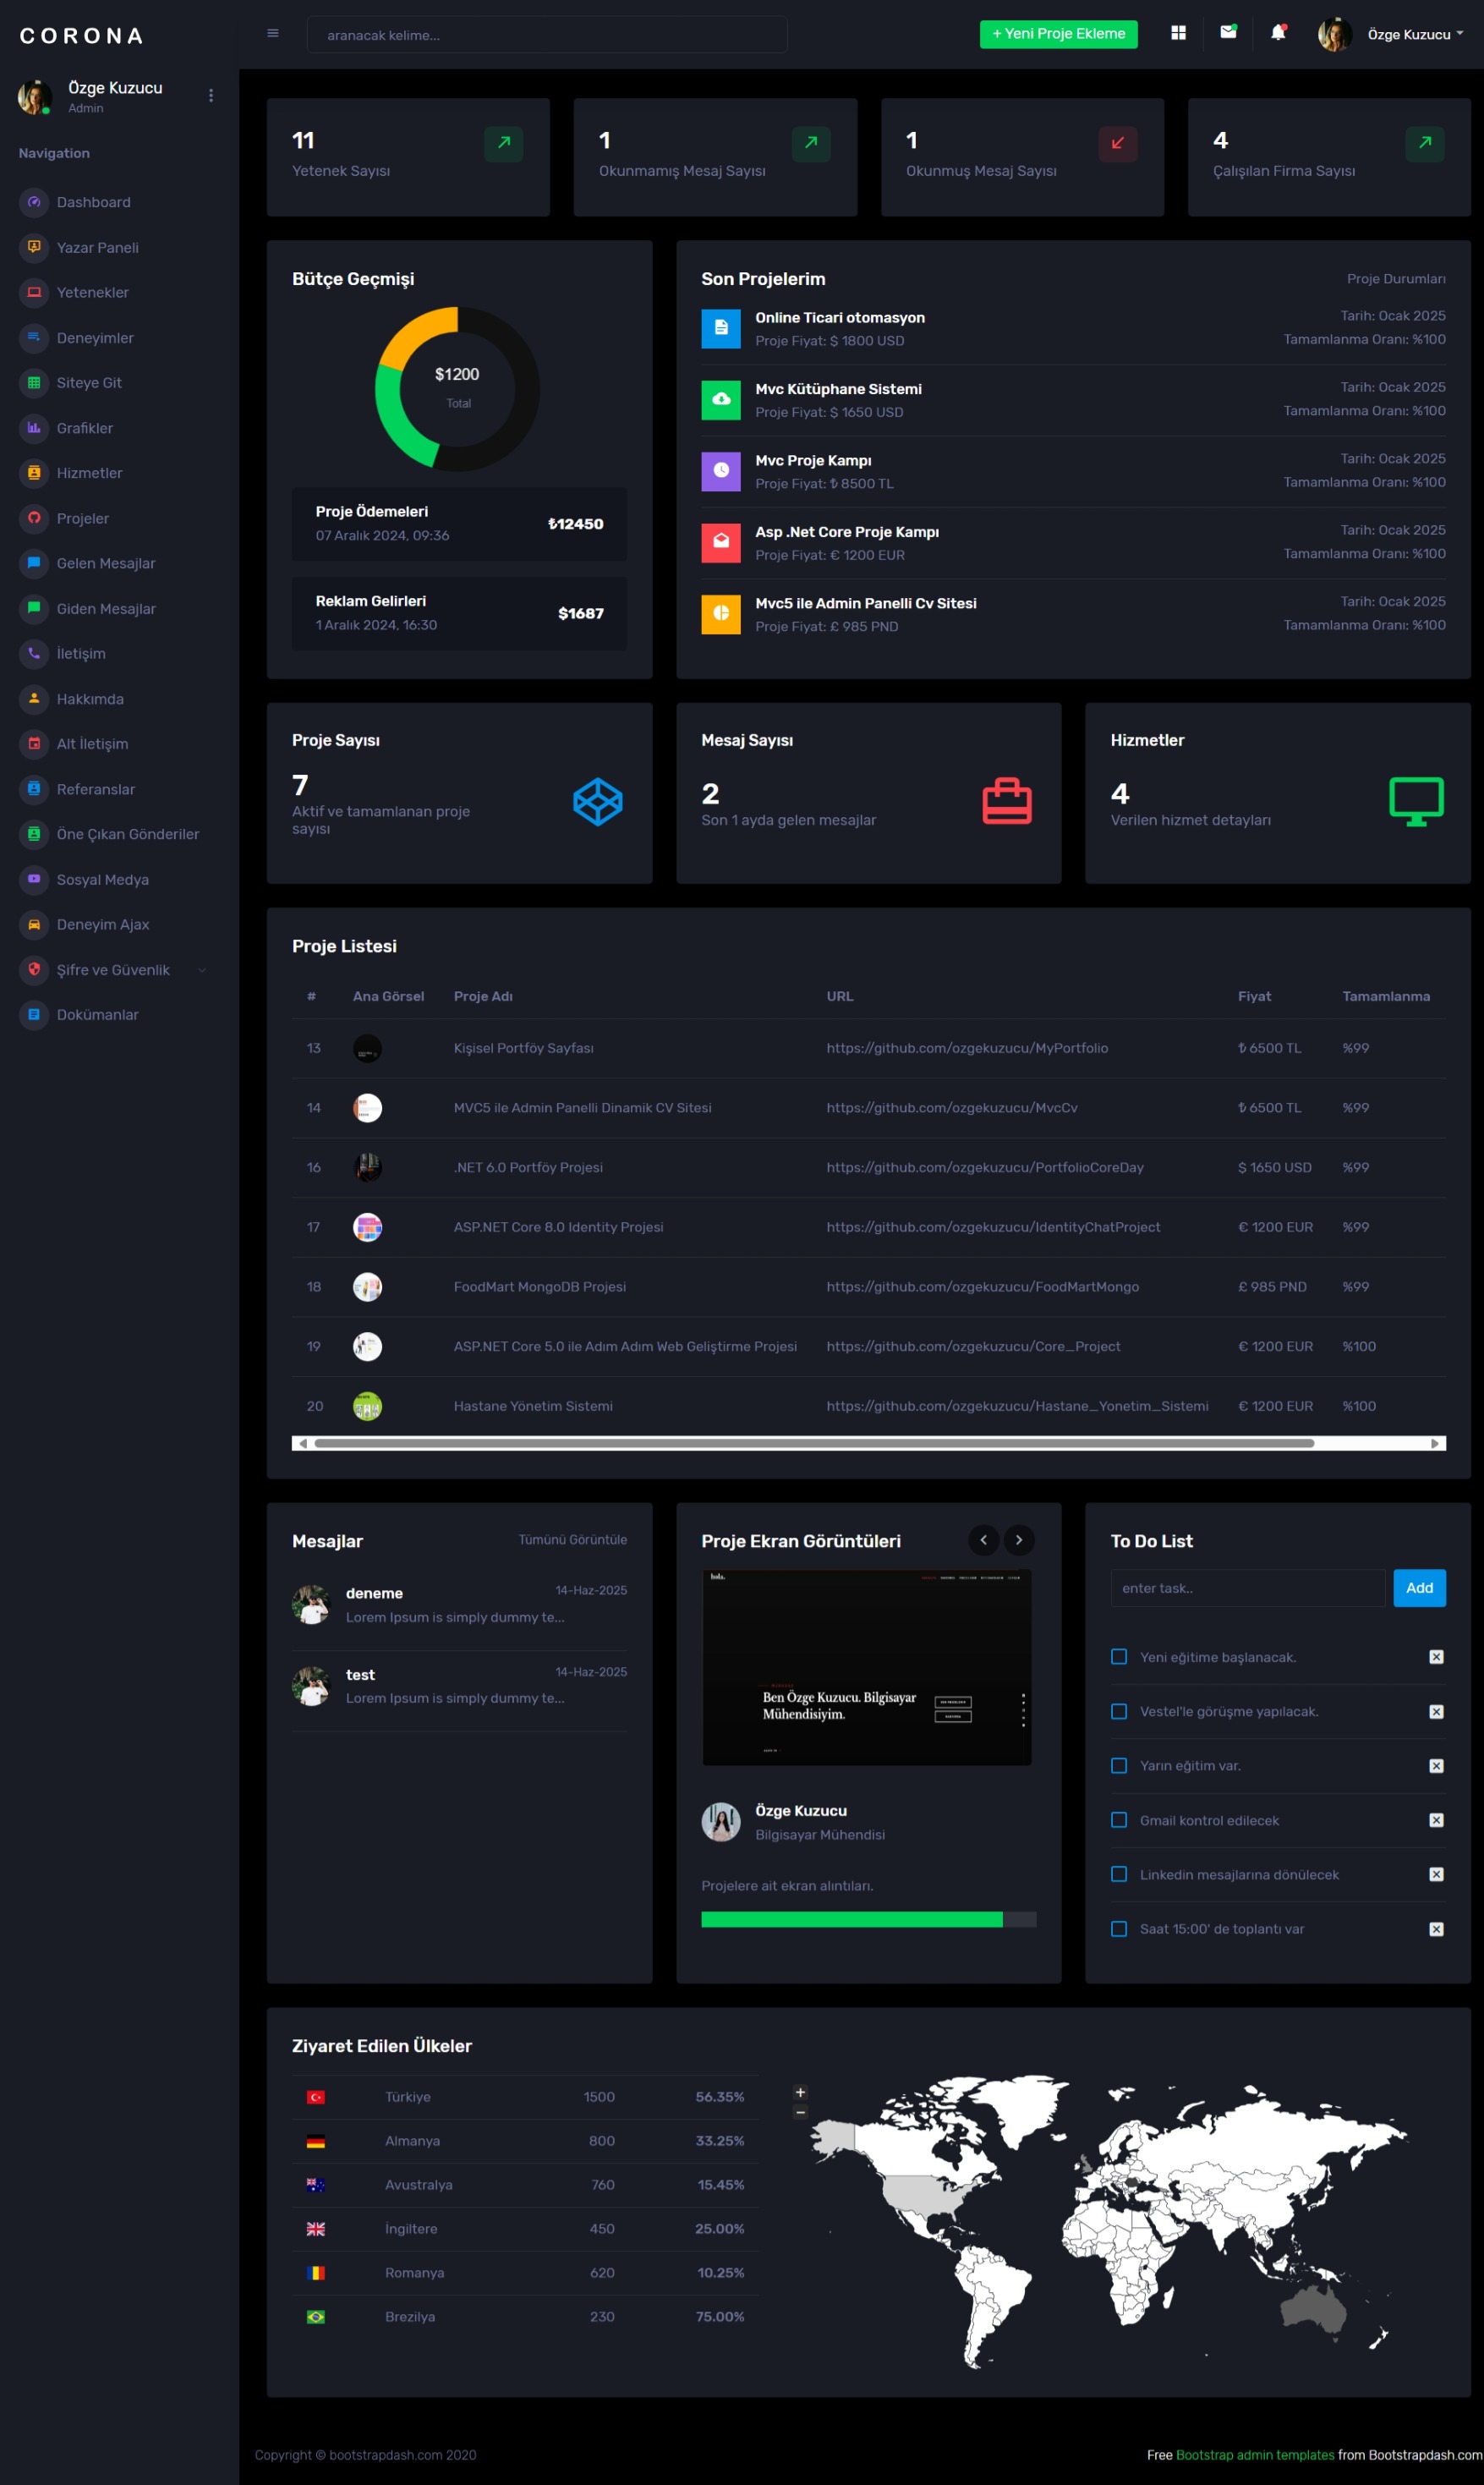 CORONA
aranacak kelime...
+ Yeni Proje Ekleme
Özge Kuzucu
Özge Kuzucu
Admin
Navigation
Dashboard
Yazar Paneli
Yetenekler
Deneyimler
Siteye Git
Grafikler
Hizmetler
Projeler
Gelen Mesajlar
Giden Mesajlar
İletişim
Hakkımda
Alt İletişim
Referanslar
Öne Çıkan Gönderiler
Sosyal Medya
Deneyim Ajax
Şifre ve Güvenlik
Dokümanlar
11
Yetenek Sayısı
1
Okunmamış Mesaj Sayısı
1
Okunmuş Mesaj Sayısı
4
Çalışılan Firma Sayısı
Bütçe Geçmişi
$1200
Total
Proje Ödemeleri
07 Aralık 2024, 09:36
₺12450
Reklam Gelirleri
1 Aralık 2024, 16:30
$1687
Son Projelerim
Proje Durumları
Online Ticari otomasyon
Proje Fiyat: $ 1800 USD
Tarih: Ocak 2025
Tamamlanma Oranı: %100
Mvc Kütüphane Sistemi
Proje Fiyat: $ 1650 USD
Tarih: Ocak 2025
Tamamlanma Oranı: %100
Mvc Proje Kampı
Proje Fiyat: ₺ 8500 TL
Tarih: Ocak 2025
Tamamlanma Oranı: %100
Asp .Net Core Proje Kampı
Proje Fiyat: € 1200 EUR
Tarih: Ocak 2025
Tamamlanma Oranı: %100
Mvc5 ile Admin Panelli Cv Sitesi
Proje Fiyat: £ 985 PND
Tarih: Ocak 2025
Tamamlanma Oranı: %100
Proje Sayısı
7
Aktif ve tamamlanan proje
sayısı
Mesaj Sayısı
2
Son 1 ayda gelen mesajlar
Hizmetler
4
Verilen hizmet detayları
Proje Listesi
# Ana Görsel Proje Adı URL Fiyat Tamamlanma
13 Kişisel Portföy Sayfası https://github.com/ozgekuzucu/MyPortfolio ₺ 6500 TL %99
14 MVC5 ile Admin Panelli Dinamik CV Sitesi https://github.com/ozgekuzucu/MvcCv ₺ 6500 TL %99
16 .NET 6.0 Portföy Projesi https://github.com/ozgekuzucu/PortfolioCoreDay $ 1650 USD %99
17 ASP.NET Core 8.0 Identity Projesi https://github.com/ozgekuzucu/IdentityChatProject € 1200 EUR %99
18 FoodMart MongoDB Projesi https://github.com/ozgekuzucu/FoodMartMongo £ 985 PND %99
19 ASP.NET Core 5.0 ile Adım Adım Web Geliştirme Projesi https://github.com/ozgekuzucu/Core_Project € 1200 EUR %100
20 Hastane Yönetim Sistemi https://github.com/ozgekuzucu/Hastane_Yonetim_Sistemi € 1200 EUR %100
Mesajlar
Tümünü Görüntüle
deneme
14-Haz-2025
Lorem Ipsum is simply dummy te...
test
14-Haz-2025
Lorem Ipsum is simply dummy te...
Proje Ekran Görüntüleri
Ben Özge Kuzucu. Bilgisayar
Mühendisiyim.
Özge Kuzucu
Bilgisayar Mühendisi
Projelere ait ekran alıntıları.
To Do List
enter task..
Add
Yeni eğitime başlanacak.
Vestel'le görüşme yapılacak.
Yarın eğitim var.
Gmail kontrol edilecek
Linkedin mesajlarına dönülecek
Saat 15:00' de toplantı var
Ziyaret Edilen Ülkeler
Türkiye 1500 56.35%
Almanya 800 33.25%
Avustralya 760 15.45%
İngiltere 450 25.00%
Romanya 620 10.25%
Brezilya 230 75.00%
+
−
Copyright © bootstrapdash.com 2020
Free Bootstrap admin templates from Bootstrapdash.com